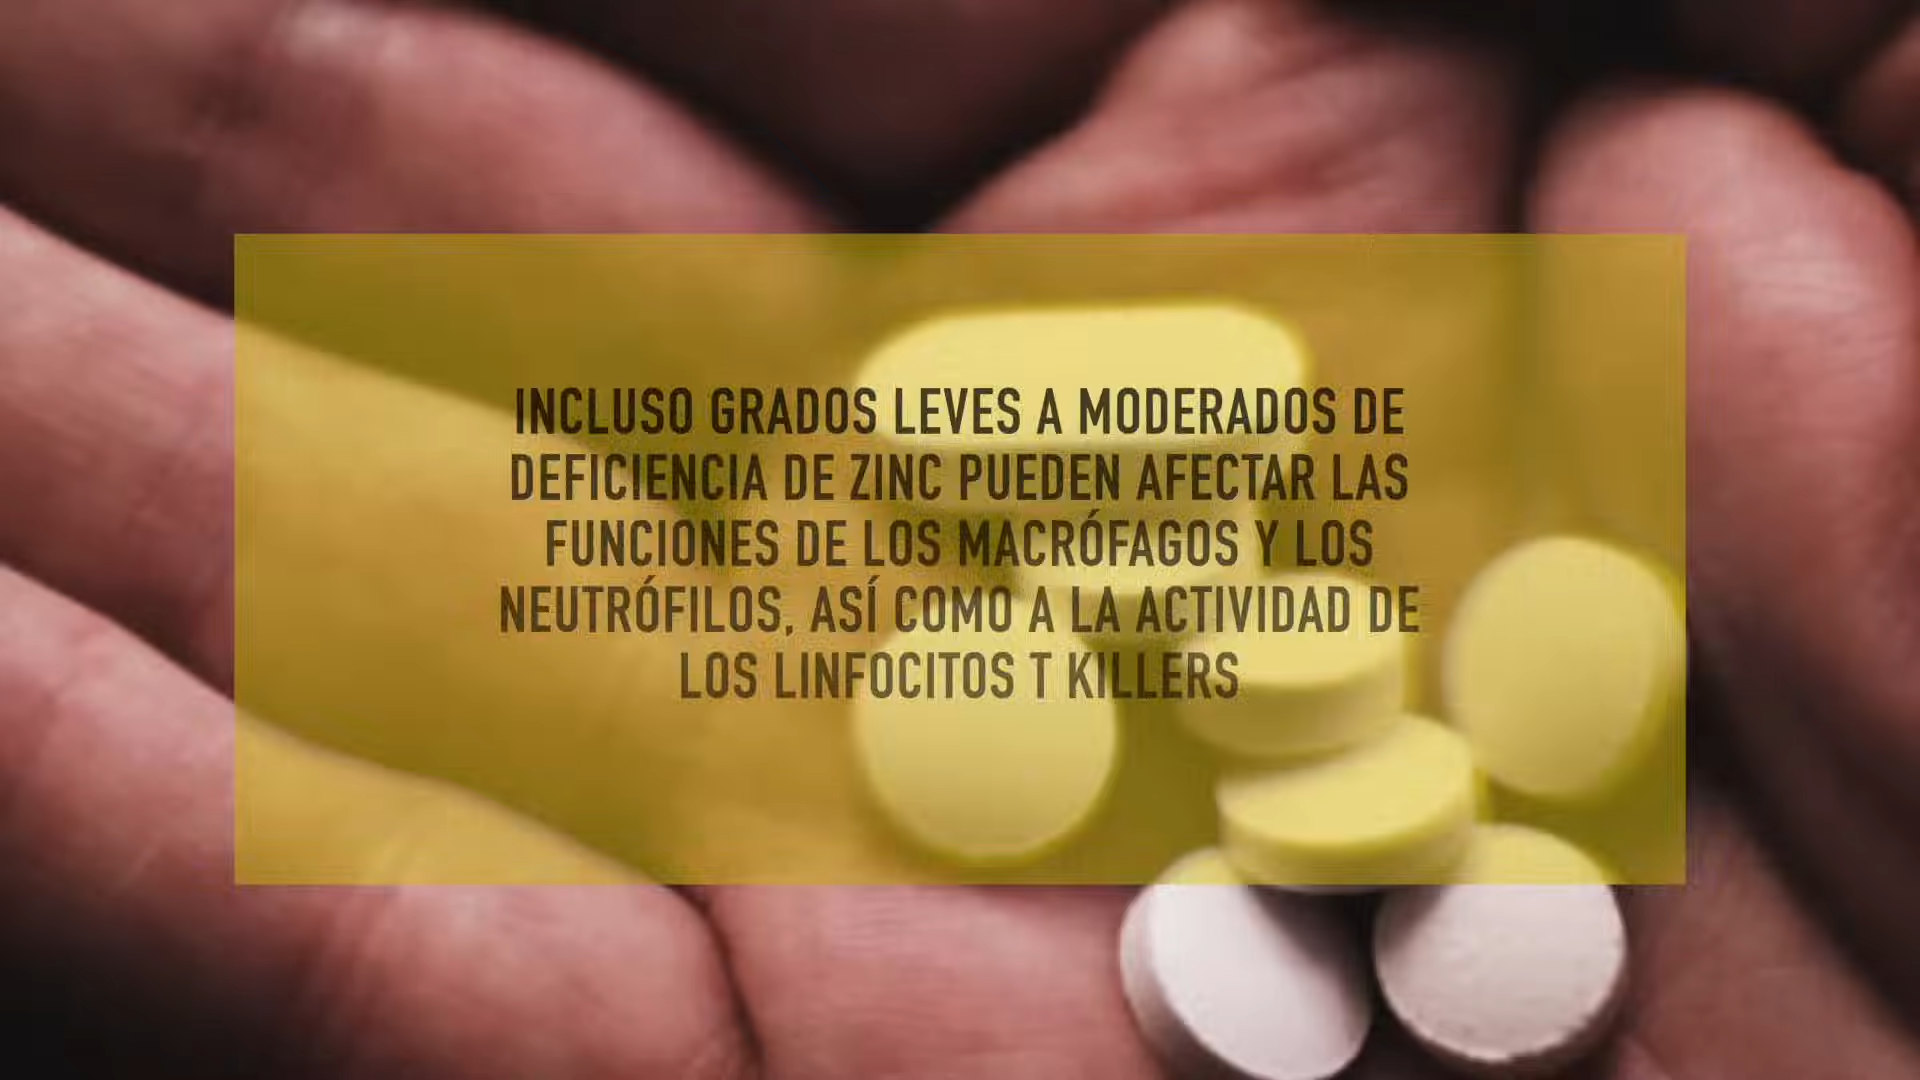 INCLUSO GRADOS LEVES A MODERADOS DE
DEFICIENCIA DE ZINC PUEDEN AFECTAR LAS
FUNCIONES DE LOS MACRÓFAGOS Y LOS
NEUTRÓFILOS, ASÍ COMO A LA ACTIVIDAD DE
LOS LINFOCITOS T KILLERS